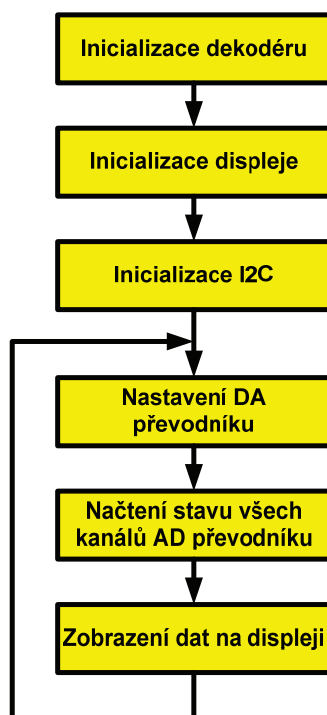 Inicializace dekodéru
Inicializace displeje
Inicializace I2C
Nastavení DA
převodníku
Načtení stavu všech
kanálů AD převodníku
Zobrazení dat na displeji